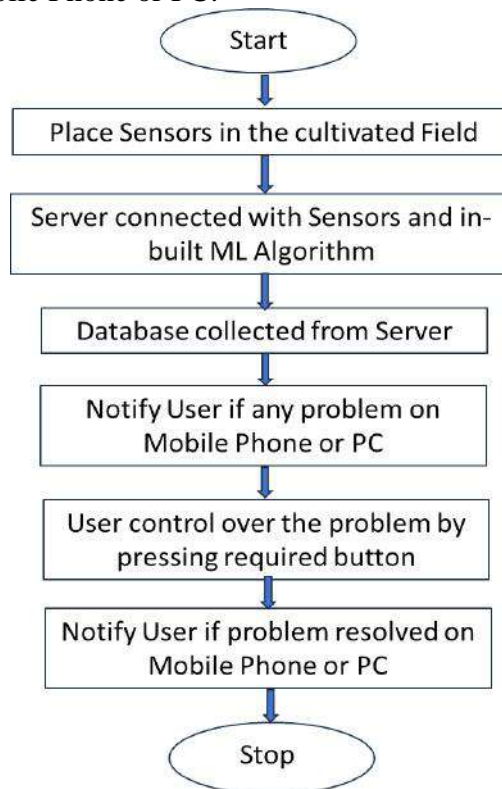 Start
Place Sensors in the cultivated Field
Server connected with Sensors and in-
built ML Algorithm
Database collected from Server
Notify User if any problem on
Mobile Phone or PC
User control over the problem by
pressing required button
Notify User if problem resolved on
Mobile Phone or PC
Stop